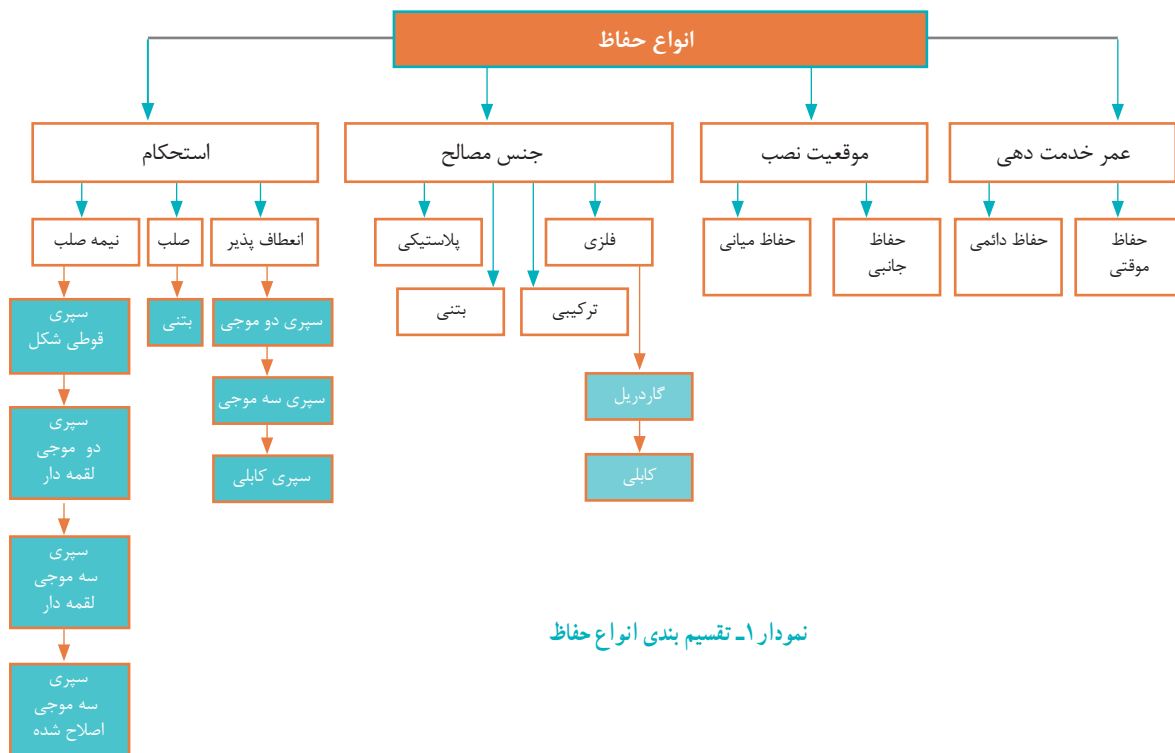 انواع حفاظ
عمر خدمت دهی
موقعیت نصب
جنس مصالح
استحکام
حفاظ
موقتی
حفاظ دائمی
حفاظ
جانبی
حفاظ میانی
فلزی
ترکیبی
بتنی
پلاستیکی
گاردریل
کابلی
انعطاف پذیر
سپری دو موجی
سپری سه موجی
سپری کابلی
صلب
بتنی
نیمه صلب
سپری
قوطی شکل
سپری
دو موجی
لقمه دار
سپری
سه موجی
لقمه دار
سپری
سه موجی
اصلاح شده
نمودار ۱ـ تقسیم بندی انواع حفاظ